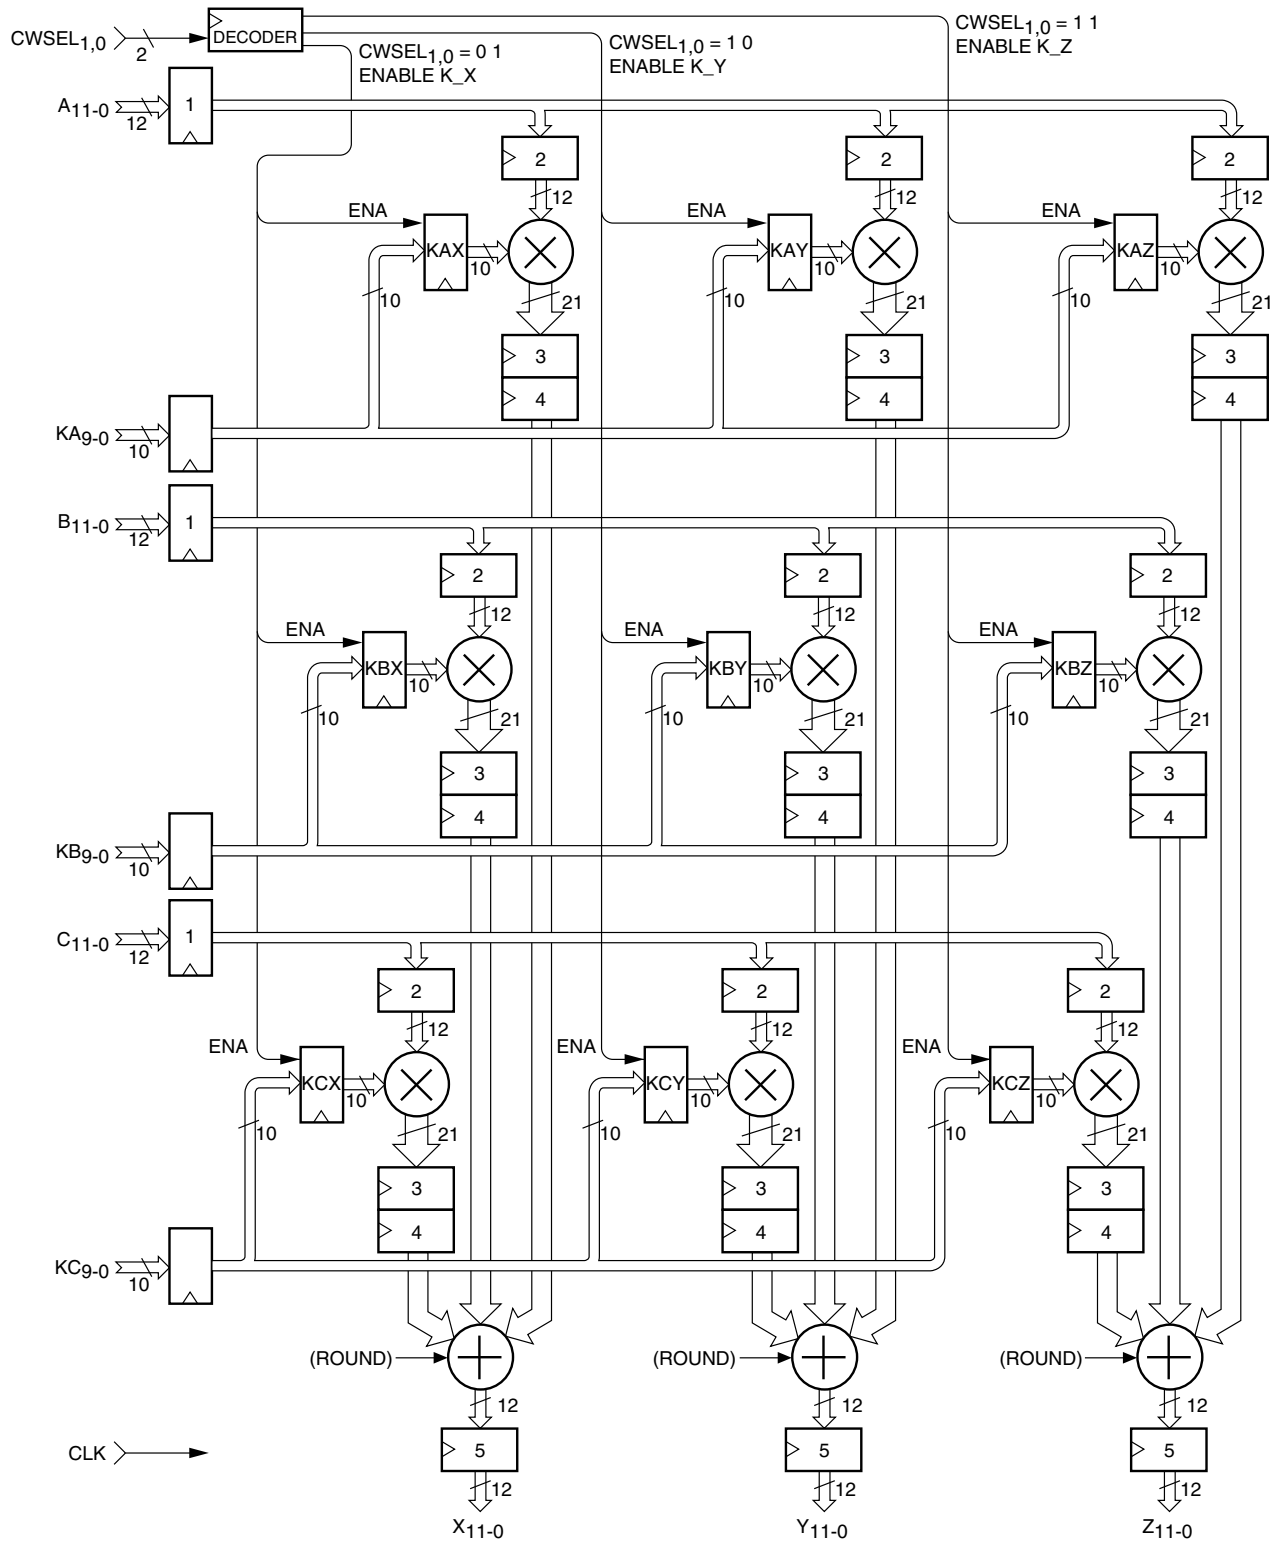 CWSEL1,0
2
DECODER
CWSEL1,0 = 0 1
ENABLE K_X
CWSEL1,0 = 1 0
ENABLE K_Y
CWSEL1,0 = 1 1
ENABLE K_Z
A11-0
12
1
2
2
2
12
12
12
ENA
ENA
ENA
KAX
KAY
KAZ
10
10
10
10
10
10
21
21
21
3
3
3
4
4
4
KA9-0
10
B11-0
12
1
2
2
2
12
12
12
ENA
ENA
ENA
KBX
KBY
KBZ
10
10
10
10
10
10
21
21
21
3
3
3
4
4
4
KB9-0
10
C11-0
12
1
2
2
2
12
12
12
ENA
ENA
ENA
KCX
KCY
KCZ
10
10
10
10
10
10
21
21
21
3
3
3
4
4
4
KC9-0
10
(ROUND)
(ROUND)
(ROUND)
12
12
12
CLK
5
5
5
12
12
12
X11-0
Y11-0
Z11-0